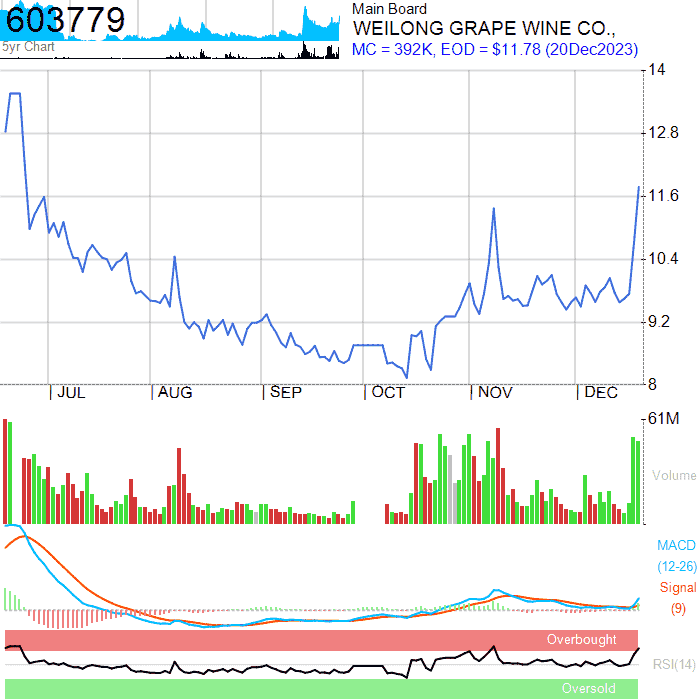 603779
5yr Chart
Main Board
WEILONG GRAPE WINE CO.,
MC = 392K, EOD = $11.78 (20Dec2023)
14
12.8
11.6
10.4
9.2
8
JUL AUG SEP OCT NOV DEC
61M
Volume
MACD
(12-26)
Signal
(9)
Overbought
RSI(14)
Oversold